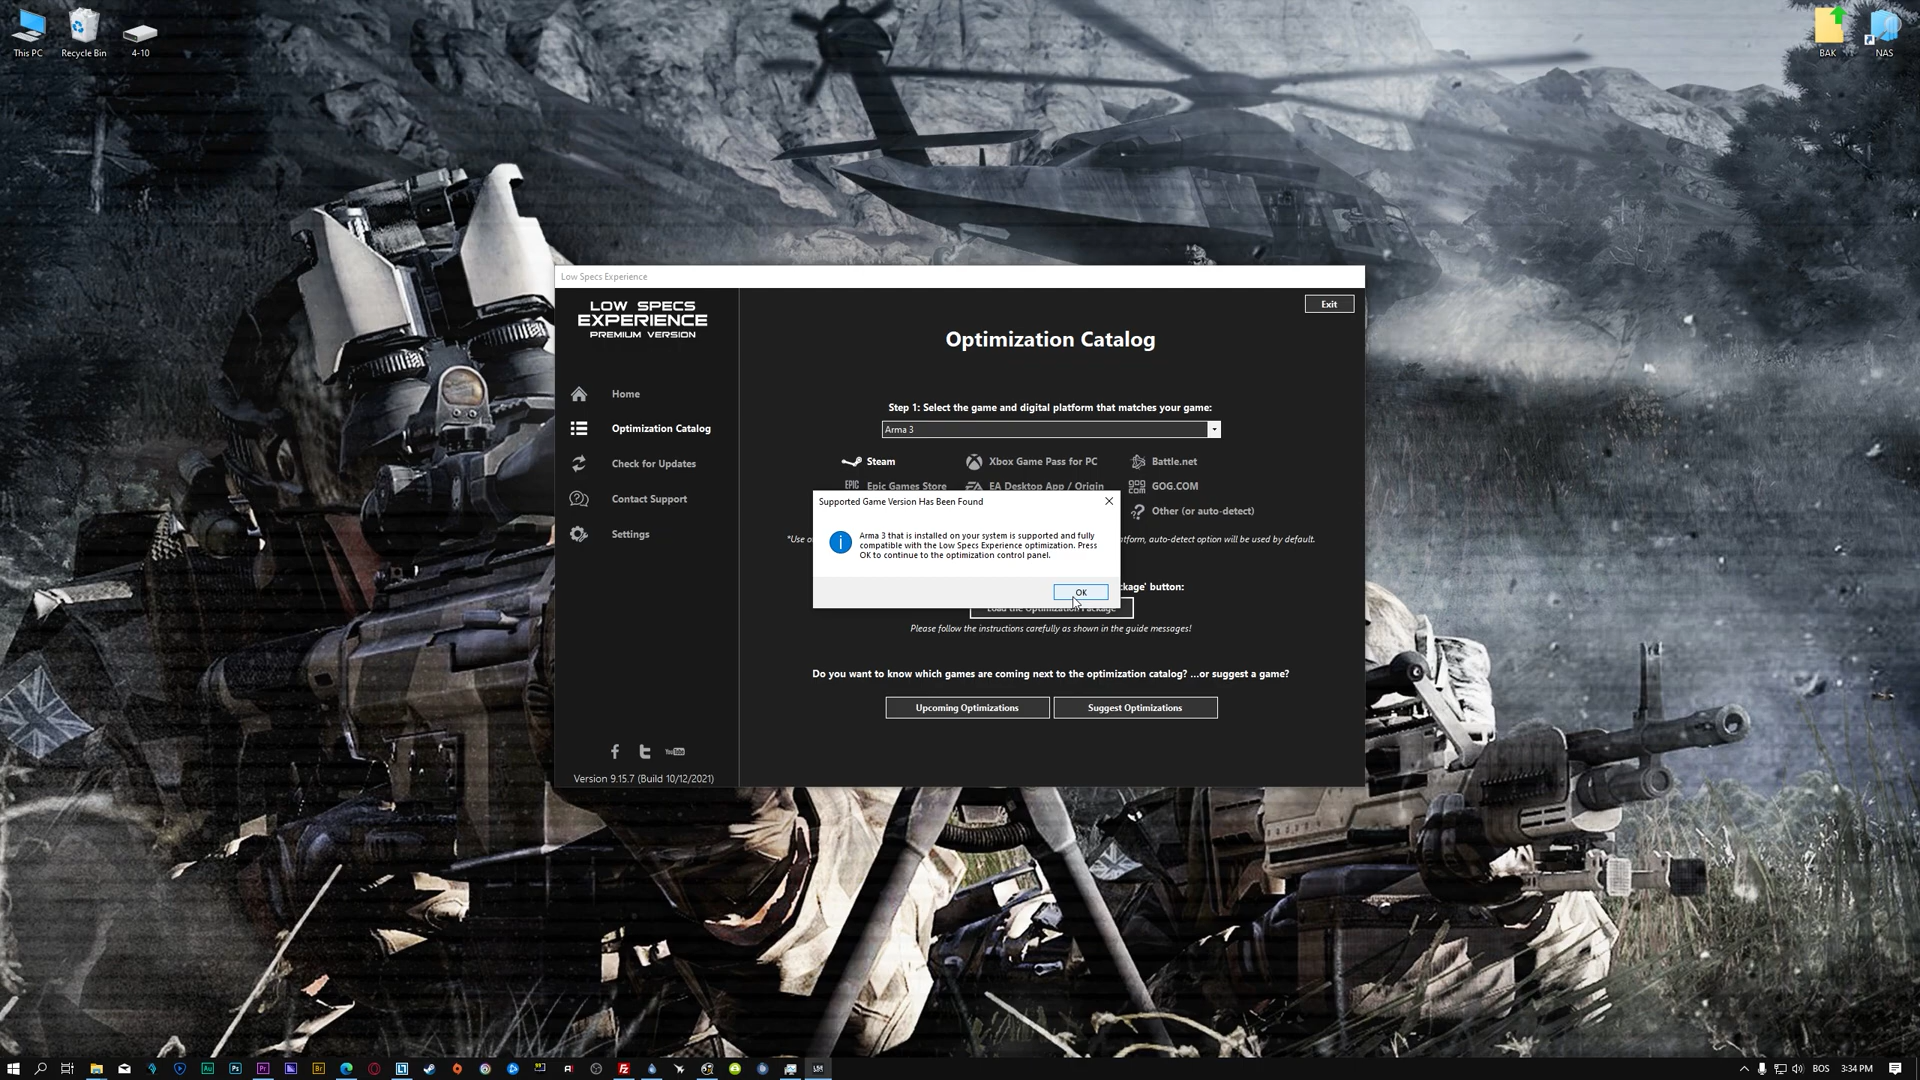 This PC
Recycle Bin
4-10
BAK
NAS
Low Specs Experience
LOW SPECS
EXPERIENCE
PREMIUM VERSION
Home
Optimization Catalog
Check for Updates
Contact Support
Settings
Version 9.15.7 (Build 10/12/2021)
Exit
Optimization Catalog
Step 1: Select the game and digital platform that matches your game:
Arma 3
Steam
Xbox Game Pass for PC
Battle.net
Epic Games Store
EA Desktop App / Origin
GOG.COM
Other (or auto-detect)
*Use o
tform, auto-detect option will be used by default.
Supported Game Version Has Been Found
Arma 3 that is installed on your system is supported and fully
compatible with the Low Specs Experience optimization. Press
OK to continue to the optimization control panel.
OK
kage' button:
Load the Optimization Package
Please follow the instructions carefully as shown in the guide messages!
Do you want to know which games are coming next to the optimization catalog? ...or suggest a game?
Upcoming Optimizations
Suggest Optimizations
BOS
3:34 PM